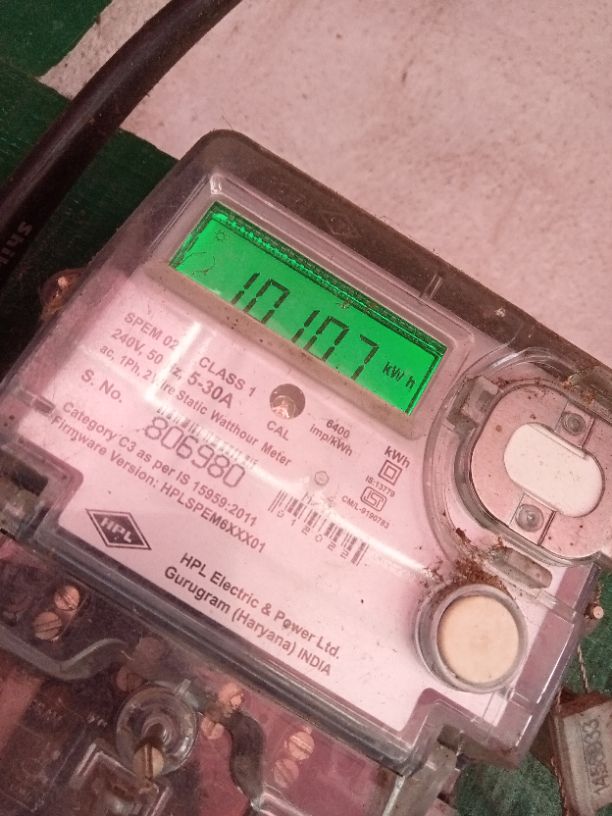 10107 kWh
SPEM 02 CLASS 1
240V, 50 Hz, 5-30A
ac, 1Ph, 2 Wire Static Watthour Meter
CAL
6400
imp/kWh
kWh
S. No.
806980
IS:13779
CM/L-9190783
Category C3 as per IS 15959:2011
Firmware Version: HPLSPEM6XXX01
HPL
HPL Electric & Power Ltd.
Gurugram (Haryana) INDIA